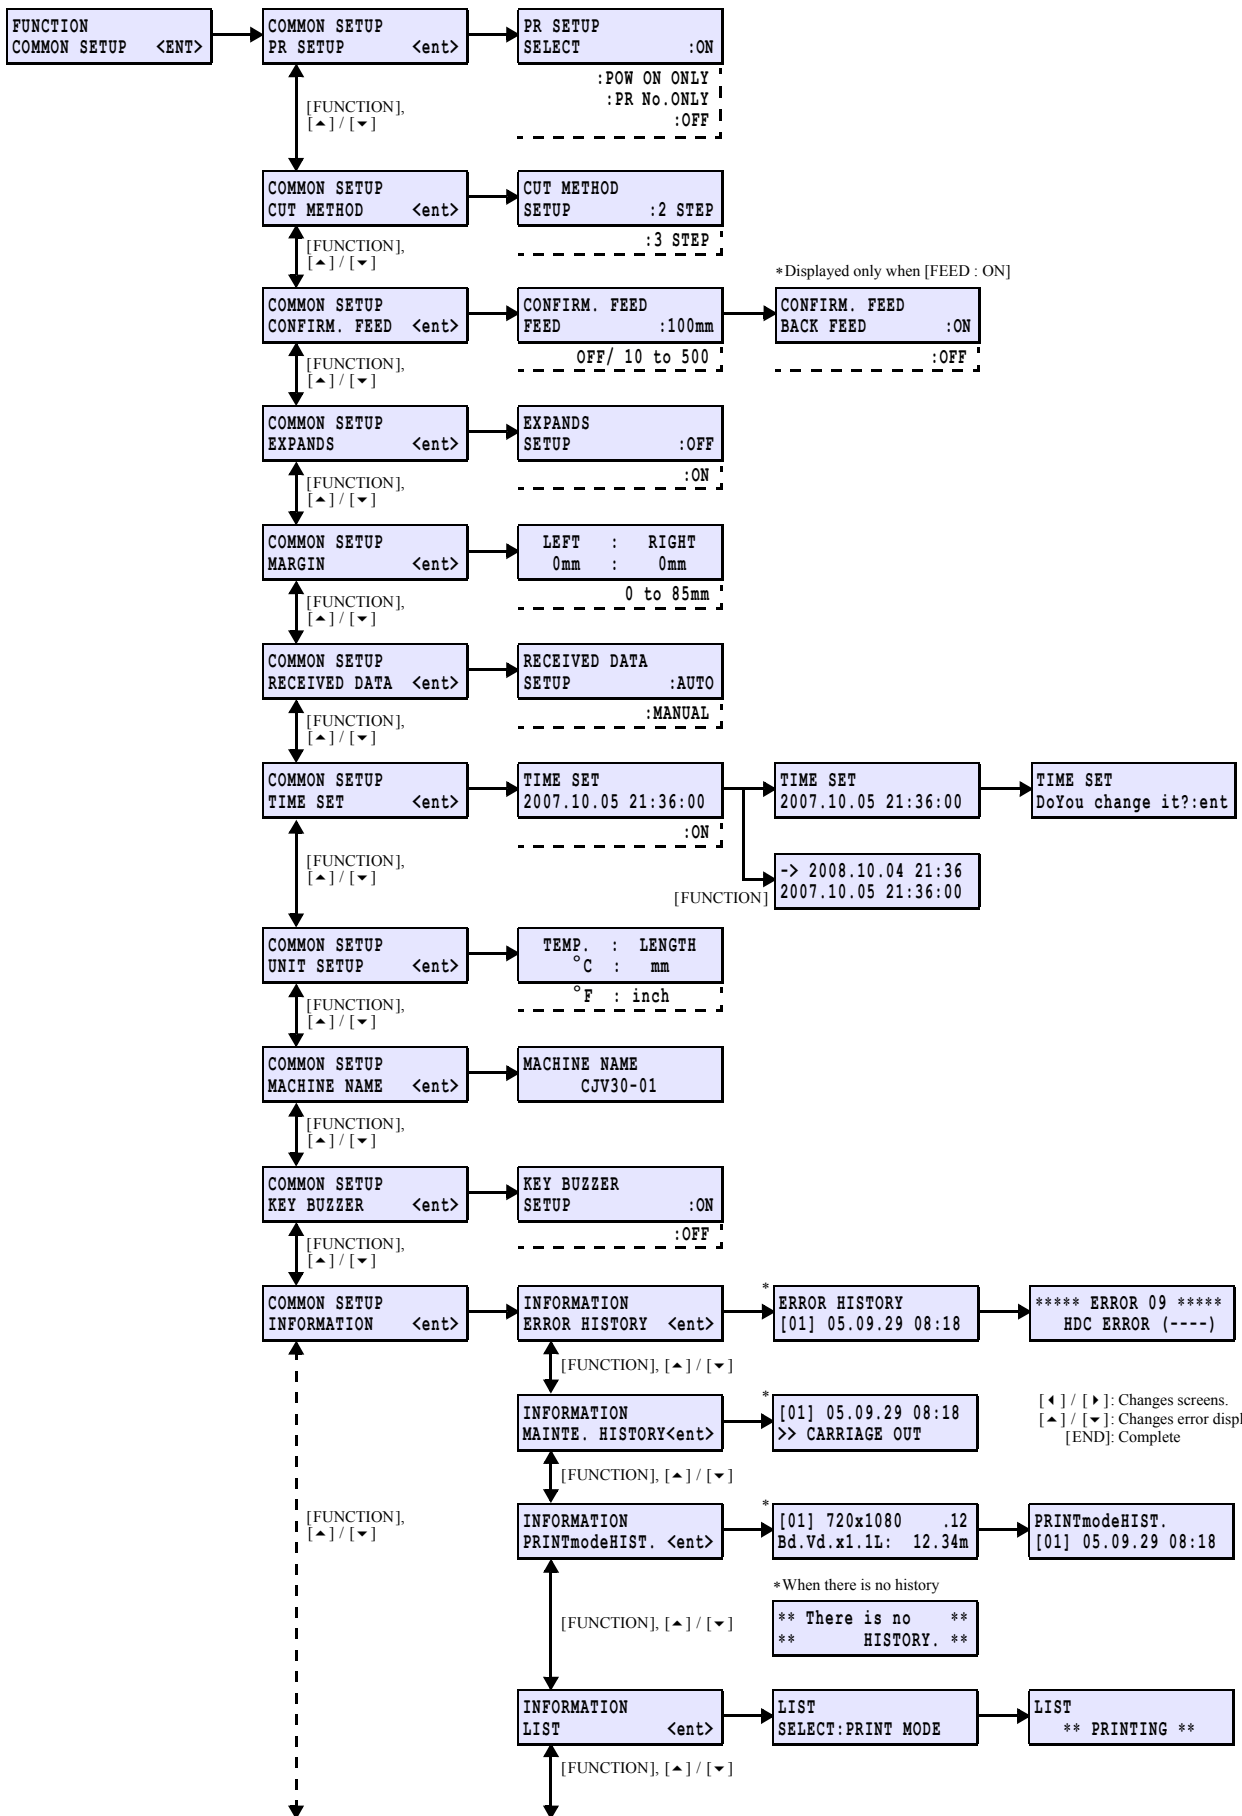 FUNCTION
COMMON SETUP <ENT>
COMMON SETUP
PR SETUP <ent>
PR SETUP
SELECT :ON
:POW ON ONLY
:PR No.ONLY
:OFF
[FUNCTION],
[▲] / [▼]
COMMON SETUP
CUT METHOD <ent>
CUT METHOD
SETUP :2 STEP
:3 STEP
[FUNCTION],
[▲] / [▼]
*Displayed only when [FEED : ON]
COMMON SETUP
CONFIRM. FEED <ent>
CONFIRM. FEED
FEED :100mm
OFF/ 10 to 500
CONFIRM. FEED
BACK FEED :ON
:OFF
[FUNCTION],
[▲] / [▼]
COMMON SETUP
EXPANDS <ent>
EXPANDS
SETUP :OFF
:ON
[FUNCTION],
[▲] / [▼]
COMMON SETUP
MARGIN <ent>
LEFT : RIGHT
0mm : 0mm
0 to 85mm
[FUNCTION],
[▲] / [▼]
COMMON SETUP
RECEIVED DATA <ent>
RECEIVED DATA
SETUP :AUTO
:MANUAL
[FUNCTION],
[▲] / [▼]
COMMON SETUP
TIME SET <ent>
TIME SET
2007.10.05 21:36:00
:ON
TIME SET
2007.10.05 21:36:00
TIME SET
DoYou change it?:ent
[FUNCTION]
-> 2008.10.04 21:36
2007.10.05 21:36:00
[FUNCTION],
[▲] / [▼]
COMMON SETUP
UNIT SETUP <ent>
TEMP. : LENGTH
°C : mm
°F : inch
[FUNCTION],
[▲] / [▼]
COMMON SETUP
MACHINE NAME <ent>
MACHINE NAME
CJV30-01
[FUNCTION],
[▲] / [▼]
COMMON SETUP
KEY BUZZER <ent>
KEY BUZZER
SETUP :ON
:OFF
[FUNCTION],
[▲] / [▼]
COMMON SETUP
INFORMATION <ent>
INFORMATION
ERROR HISTORY <ent>
*
ERROR HISTORY
[01] 05.09.29 08:18
***** ERROR 09 *****
HDC ERROR (----)
[FUNCTION], [▲] / [▼]
INFORMATION
MAINTE. HISTORY<ent>
*
[01] 05.09.29 08:18
>> CARRIAGE OUT
[◀] / [▶]: Changes screens.
[▲] / [▼]: Changes error displ
[END]: Complete
[FUNCTION], [▲] / [▼]
[FUNCTION],
[▲] / [▼]
INFORMATION
PRINTmodeHIST. <ent>
*
[01] 720x1080 .12
Bd.Vd.x1.1L: 12.34m
PRINTmodeHIST.
[01] 05.09.29 08:18
*When there is no history
** There is no **
** HISTORY. **
[FUNCTION], [▲] / [▼]
INFORMATION
LIST <ent>
LIST
SELECT:PRINT MODE
LIST
** PRINTING **
[FUNCTION], [▲] / [▼]